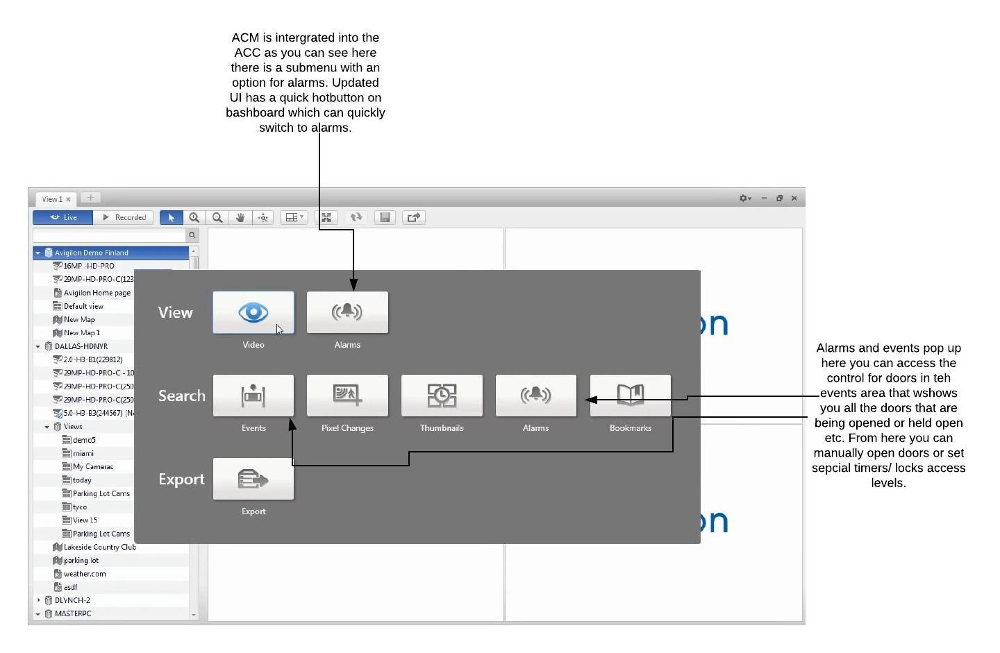 ACM is intergrated into the
ACC as you can see here
there is a submenu with an
option for alarms. Updated
UI has a quick hotbutton on
bashboard which can quickly
switch to alarms.
View 1
Live
Recorded
Avigilon Demo Finland
16MP -HD-PRO
29MP-HD-PRO-C(123
Avigilon Home page
Default view
New Map
New Map 1
DALLAS-HDNVR
2.0-H3-B1(229812)
29MP-HD-PRO-C - 10
29MP-HD-PRO-C(250
29MP-HD-PRO-C(250
5.0-H3-B3(244567) (N
Views
demo5
miami
My Cameras
today
Parking Lot Cams
tyco
View 15
Parking Lot Cams
Lakeside Country Club
parking lot
weather.com
asdf
DLYNCH-2
MASTERPC
View
Video
Alarms
Search
Events
Pixel Changes
Thumbnails
Alarms
Bookmarks
Export
Export
on
on
Alarms and events pop up
here you can access the
control for doors in teh
events area that wshows
you all the doors that are
being opened or held open
etc. From here you can
manually open doors or set
sepcial timers/ locks access
levels.